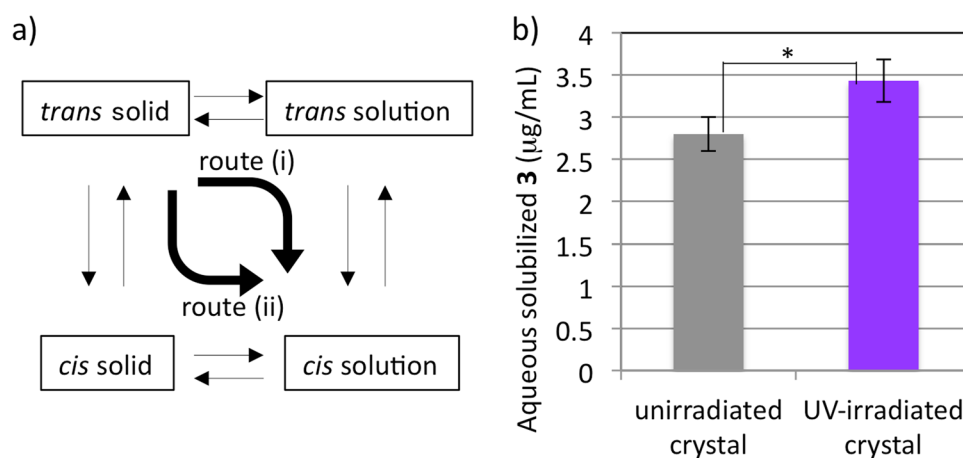 a)
trans solid
trans solution
route (i)
route (ii)
cis solid
cis solution
b)
Aqueous solubilized 3 (μg/mL)
4
3.5
3
2.5
2
1.5
1
0.5
0
*
unirradiated
crystal
UV-irradiated
crystal